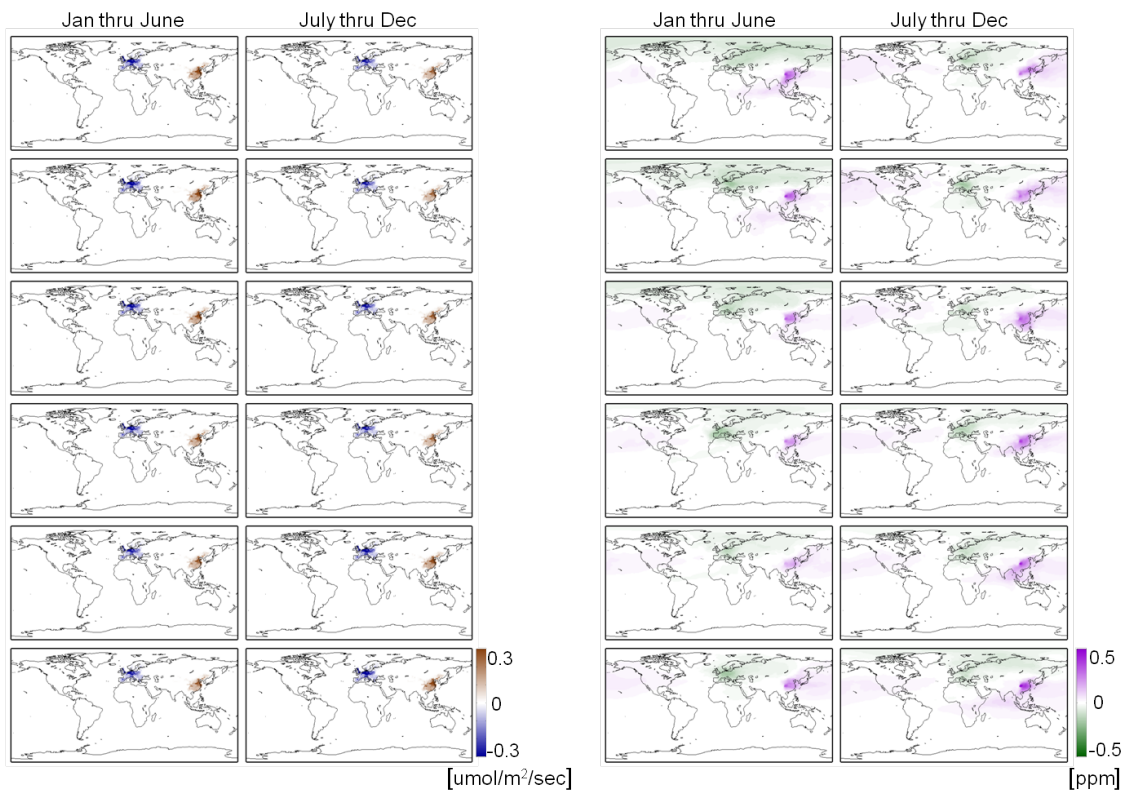 Jan thru June July thru Dec Jan thru June July thru Dec
0.3 0.5
0 0
-0.3 -0.5
[umol/m²/sec] [ppm]